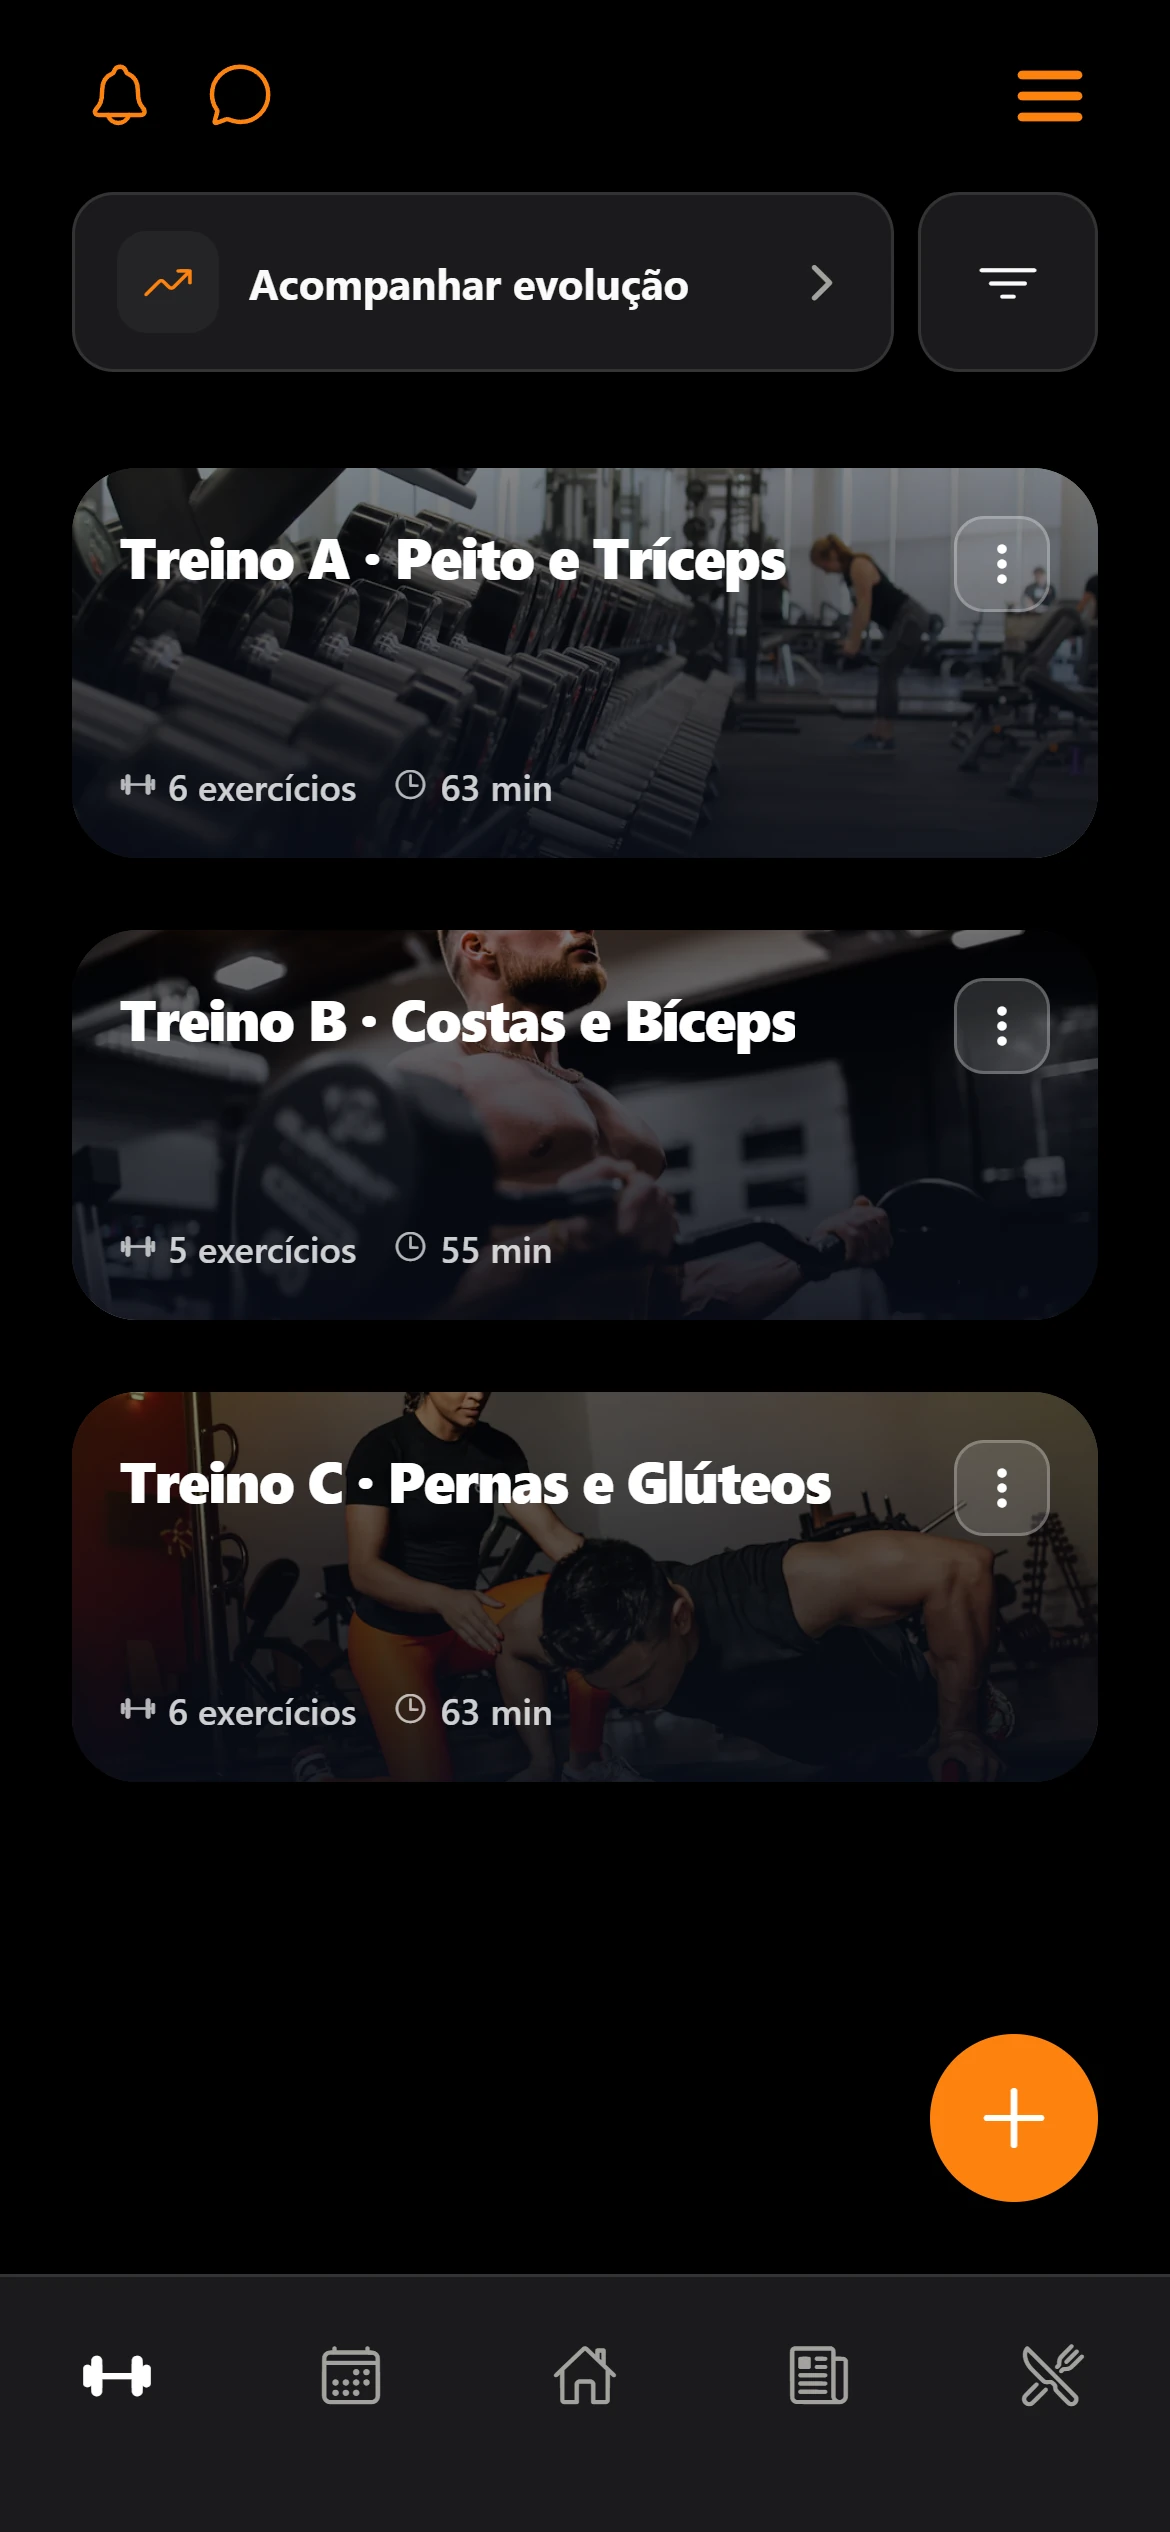 Acompanhar evolução
Treino A · Peito e Tríceps
6 exercícios 63 min
Treino B · Costas e Bíceps
5 exercícios 55 min
Treino C · Pernas e Glúteos
6 exercícios 63 min